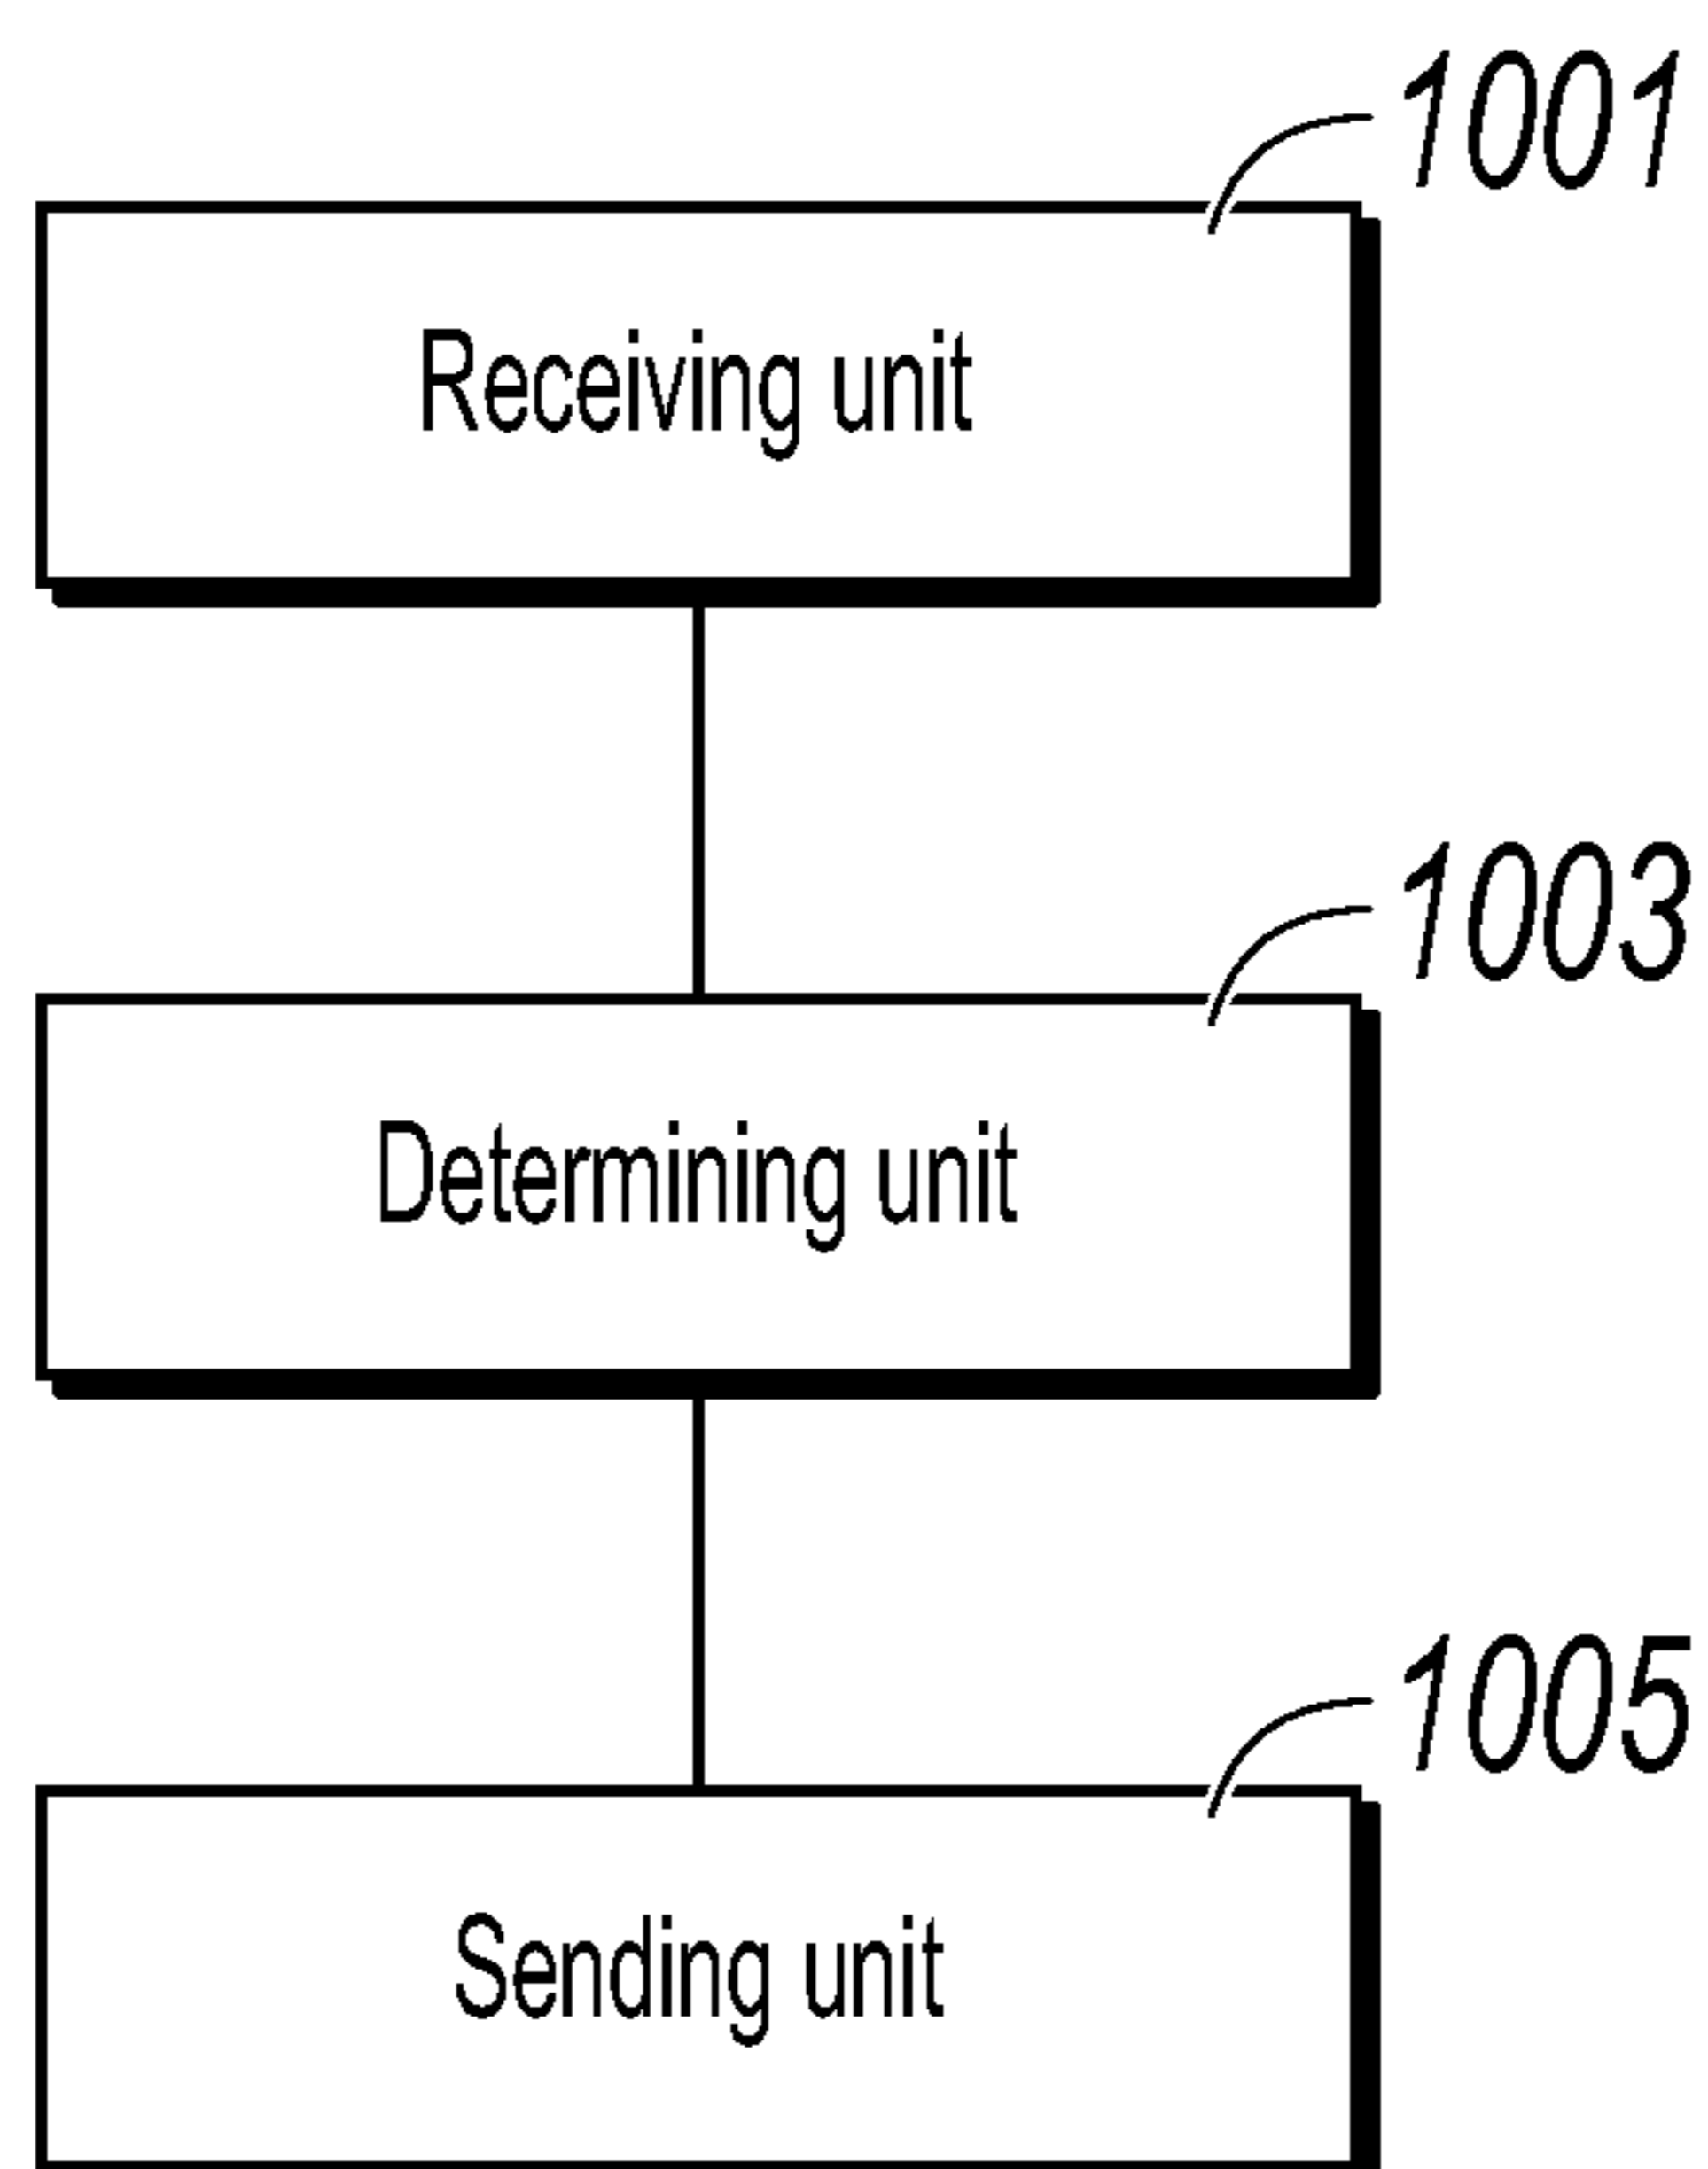 1001
Receiving unit
1003
Determining unit
1005
Sending unit